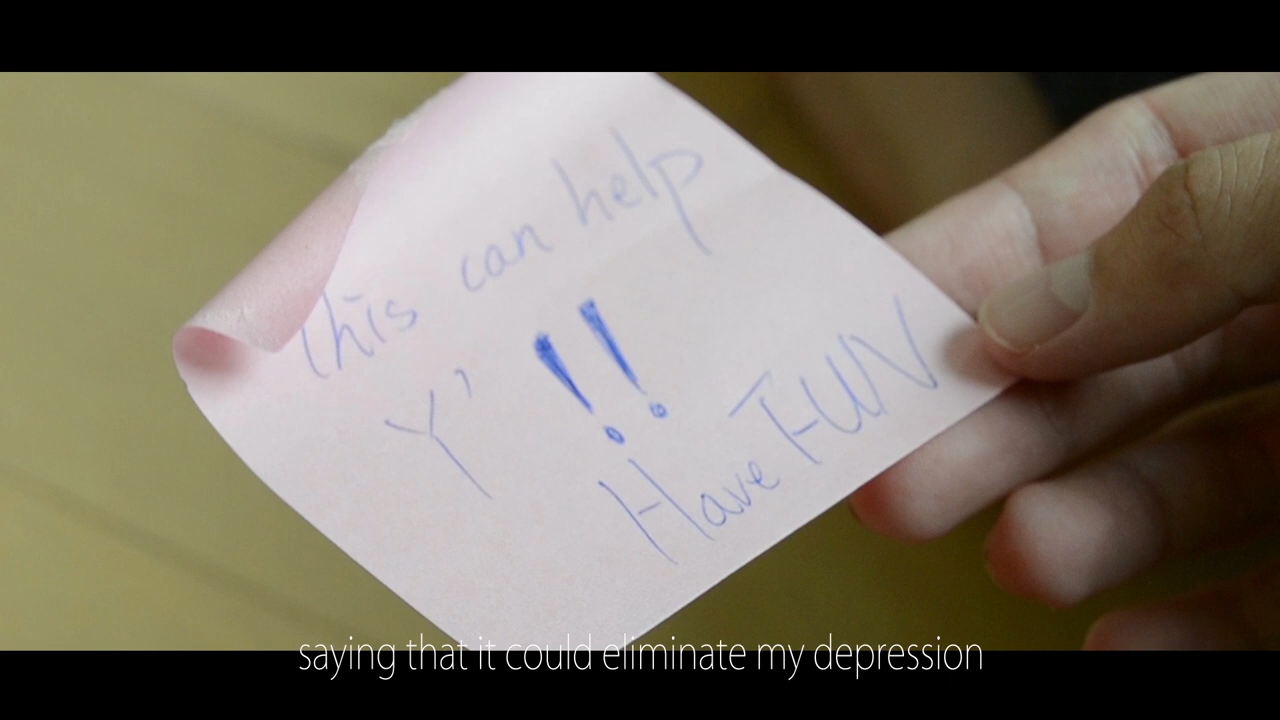 This can help
Y' !!
Have FUN
saying that it could eliminate my depression